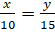 x/10 = y/15